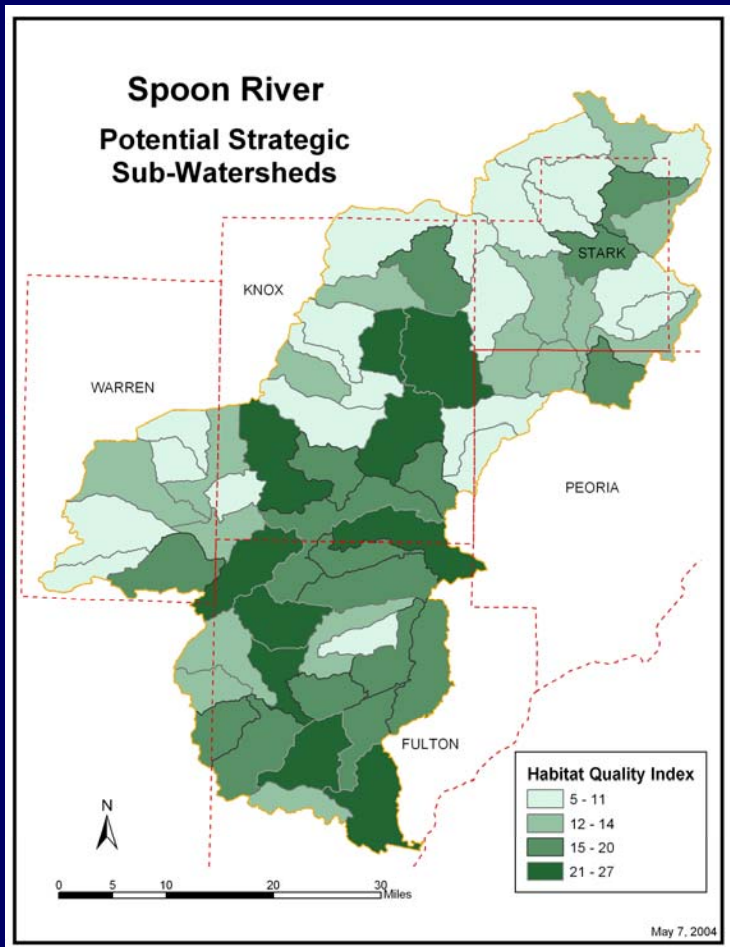 Spoon River
Potential Strategic
Sub-Watersheds
STARK
KNOX
WARREN
PEORIA
FULTON
Habitat Quality Index
5 - 11
12 - 14
15 - 20
21 - 27
N
0 5 10 20 30
Miles
May 7, 2004